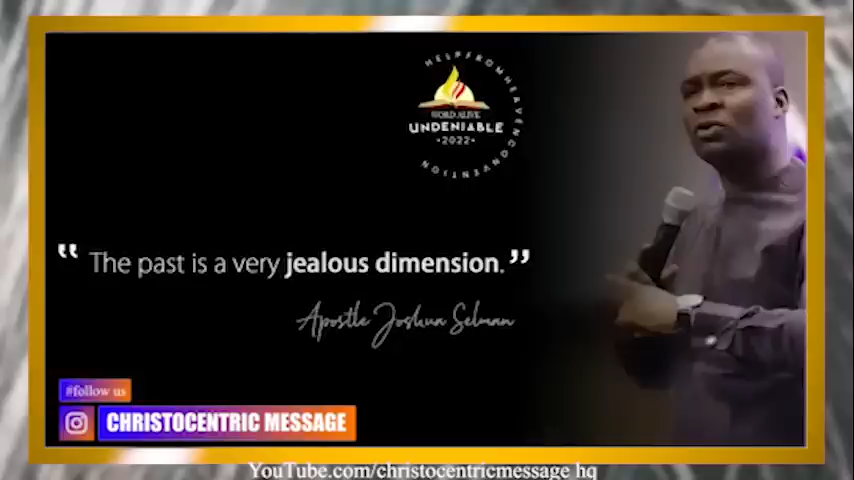 HELP FROM HEAVEN CONVENTION
WORD ALIVE
UNDENIABLE
•2022•
“ The past is a very jealous dimension. ”
Apostle Joshua Selman
#follow us
CHRISTOCENTRIC MESSAGE
YouTube.com/christocentricmessage hq